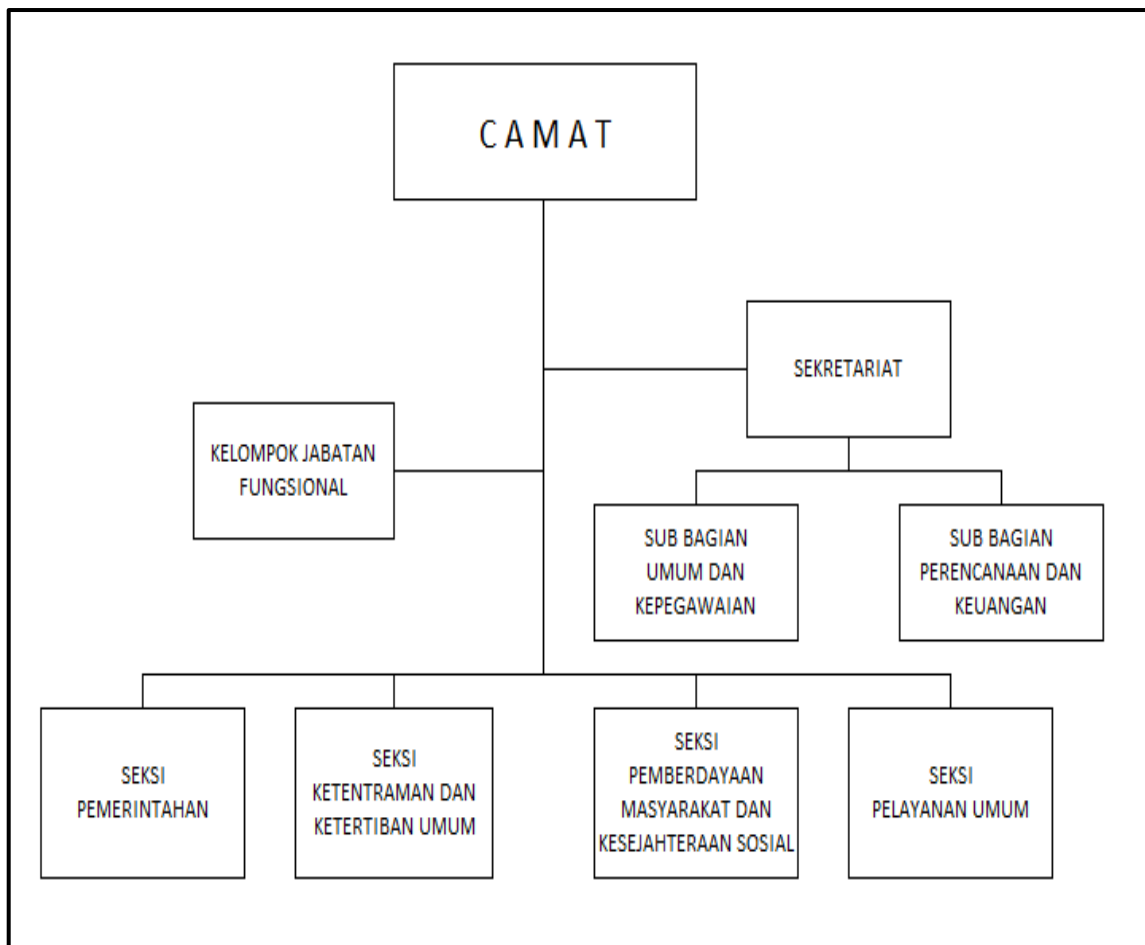 CAMAT
SEKRETARIAT
KELOMPOK JABATAN
FUNGSIONAL
SUB BAGIAN
UMUM DAN
KEPEGAWAIAN
SUB BAGIAN
PERENCANAAN DAN
KEUANGAN
SEKSI
PEMERINTAHAN
SEKSI
KETENTRAMAN DAN
KETERTIBAN UMUM
SEKSI
PEMBERDAYAAN
MASYARAKAT DAN
KESEJAHTERAAN SOSIAL
SEKSI
PELAYANAN UMUM